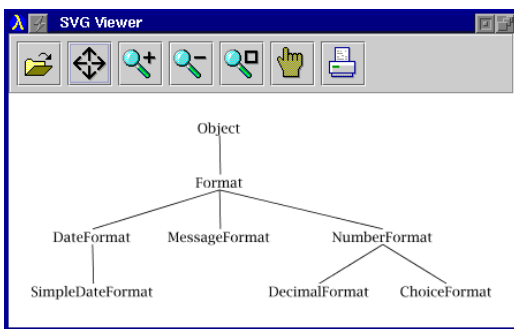 λ SVG Viewer
Object
Format
DateFormat MessageFormat NumberFormat
SimpleDateFormat DecimalFormat ChoiceFormat